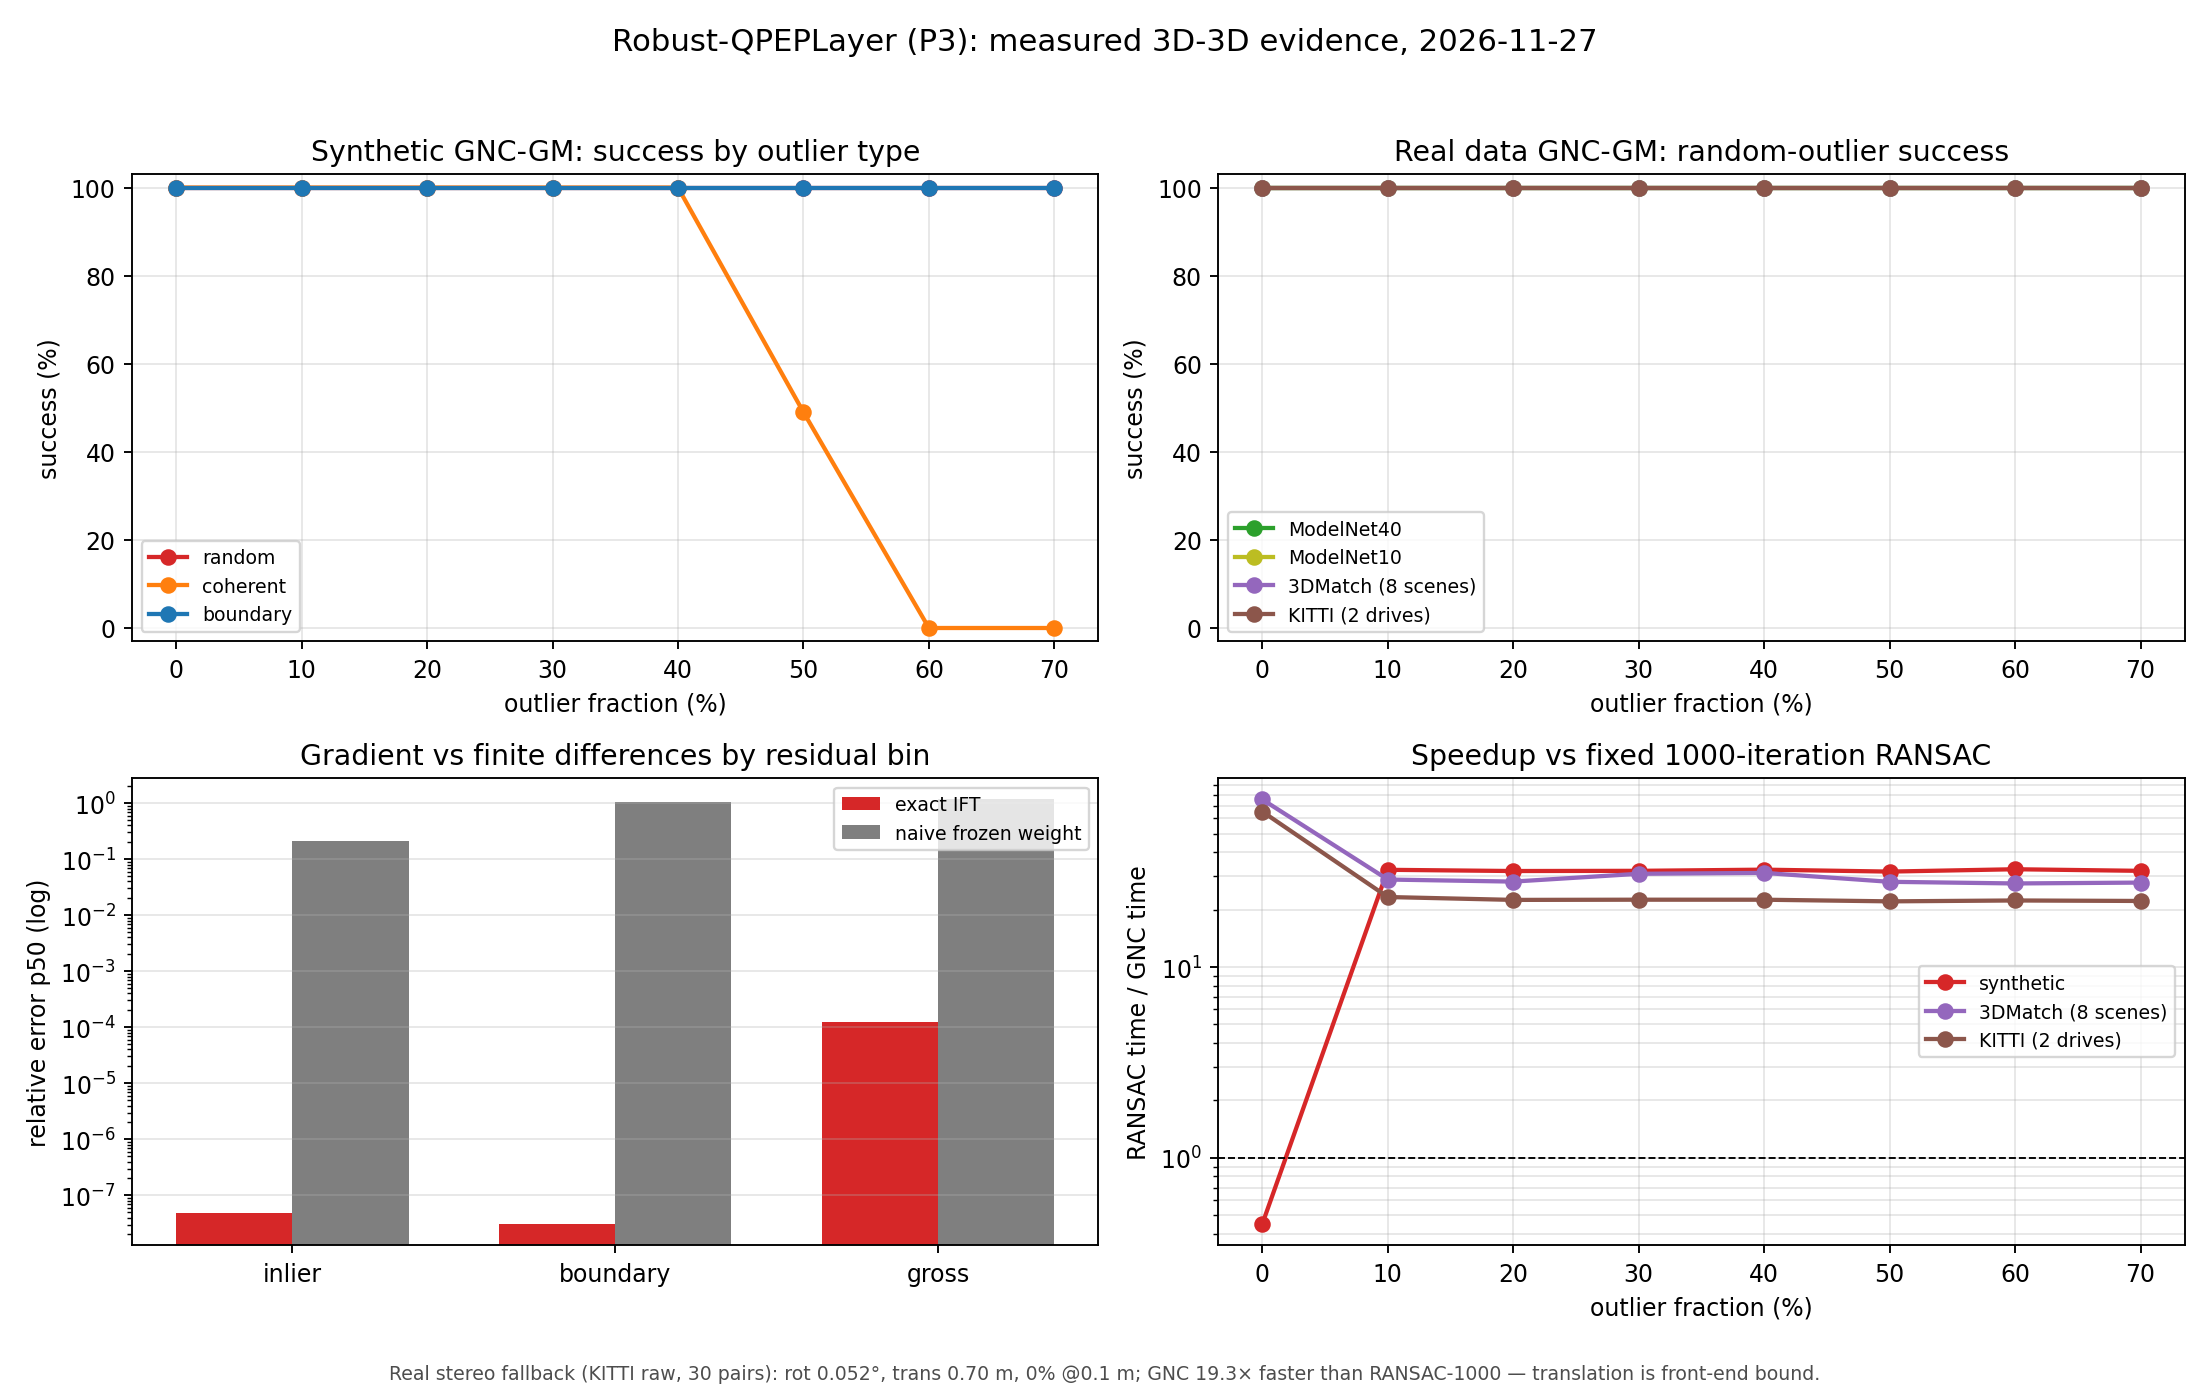 Robust-QPEPLayer (P3): measured 3D-3D evidence, 2026-11-27
Synthetic GNC-GM: success by outlier type
success (%)
100
80
60
40
20
0
random
coherent
boundary
0 10 20 30 40 50 60 70
outlier fraction (%)
Real data GNC-GM: random-outlier success
success (%)
100
80
60
40
20
0
ModelNet40
ModelNet10
3DMatch (8 scenes)
KITTI (2 drives)
0 10 20 30 40 50 60 70
outlier fraction (%)
Gradient vs finite differences by residual bin
relative error p50 (log)
10⁰
10⁻¹
10⁻²
10⁻³
10⁻⁴
10⁻⁵
10⁻⁶
10⁻⁷
exact IFT
naive frozen weight
inlier boundary gross
Speedup vs fixed 1000-iteration RANSAC
RANSAC time / GNC time
10¹
10⁰
synthetic
3DMatch (8 scenes)
KITTI (2 drives)
0 10 20 30 40 50 60 70
outlier fraction (%)
Real stereo fallback (KITTI raw, 30 pairs): rot 0.052°, trans 0.70 m, 0% @0.1 m; GNC 19.3× faster than RANSAC-1000 — translation is front-end bound.